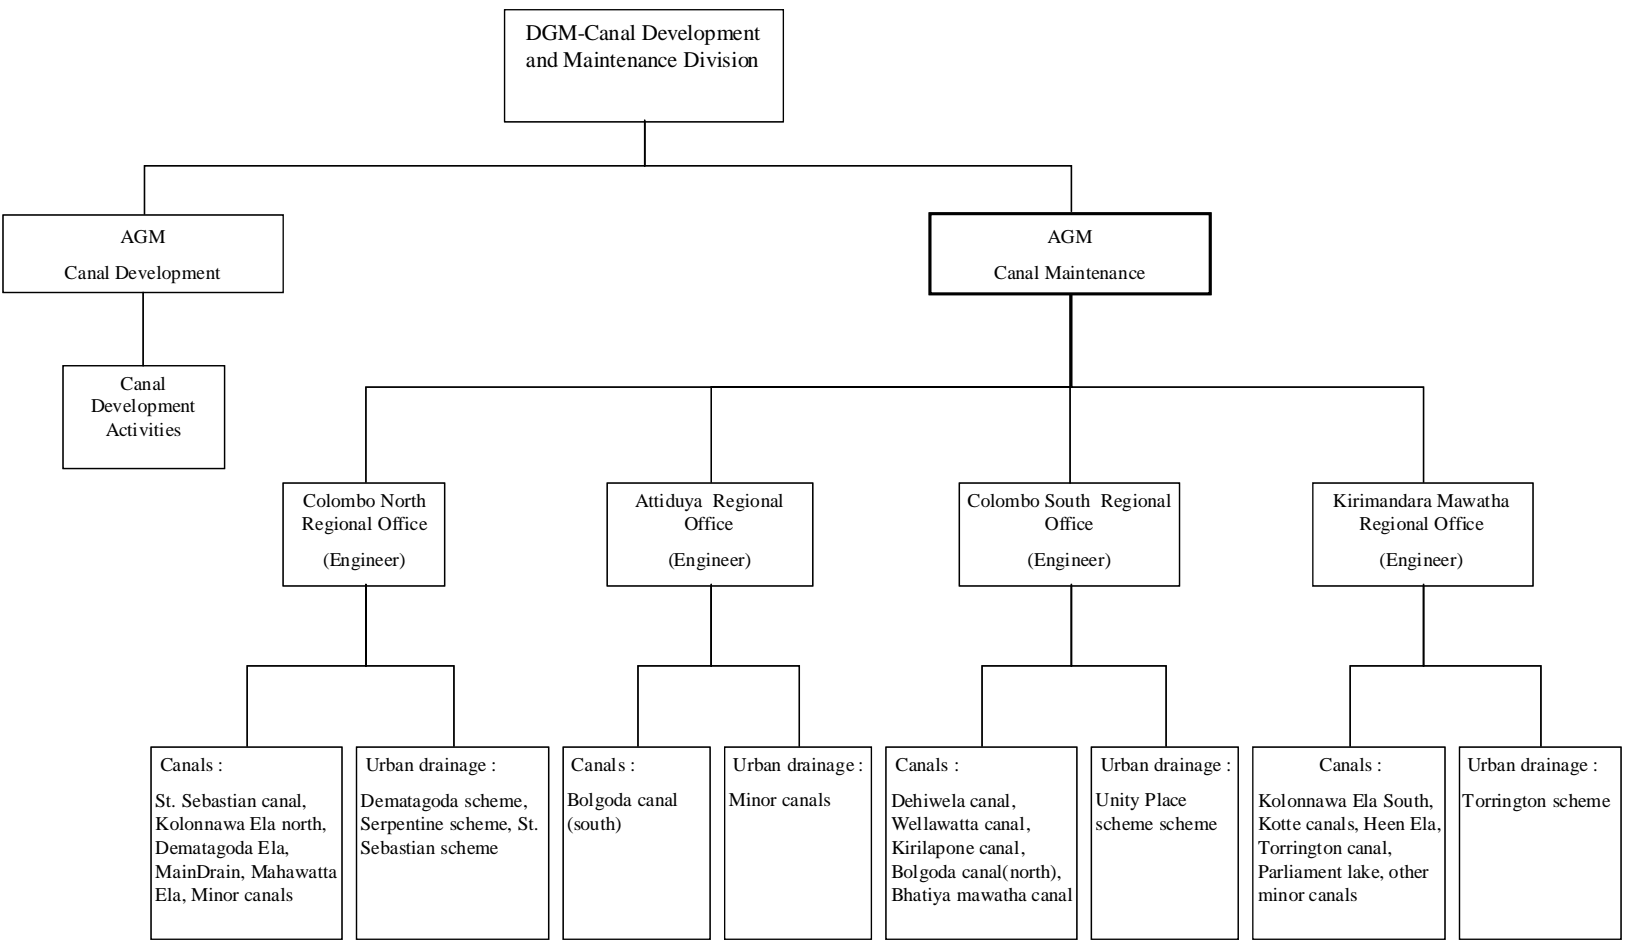 DGM-Canal Development
and Maintenance Division
AGM
Canal Development
AGM
Canal Maintenance
Canal
Development
Activities
Colombo North
Regional Office
(Engineer)
Attiduya Regional
Office
(Engineer)
Colombo South Regional
Office
(Engineer)
Kirimandara Mawatha
Regional Office
(Engineer)
Canals :
St. Sebastian canal,
Kolonnawa Ela north,
Dematagoda Ela,
MainDrain, Mahawatta
Ela, Minor canals
Urban drainage :
Dematagoda scheme,
Serpentine scheme, St.
Sebastian scheme
Canals :
Bolgoda canal
(south)
Urban drainage :
Minor canals
Canals :
Dehiwela canal,
Wellawatta canal,
Kirilapone canal,
Bolgoda canal(north),
Bhatiya mawatha canal
Urban drainage :
Unity Place
scheme scheme
Canals :
Kolonnawa Ela South,
Kotte canals, Heen Ela,
Torrington canal,
Parliament lake, other
minor canals
Urban drainage :
Torrington scheme